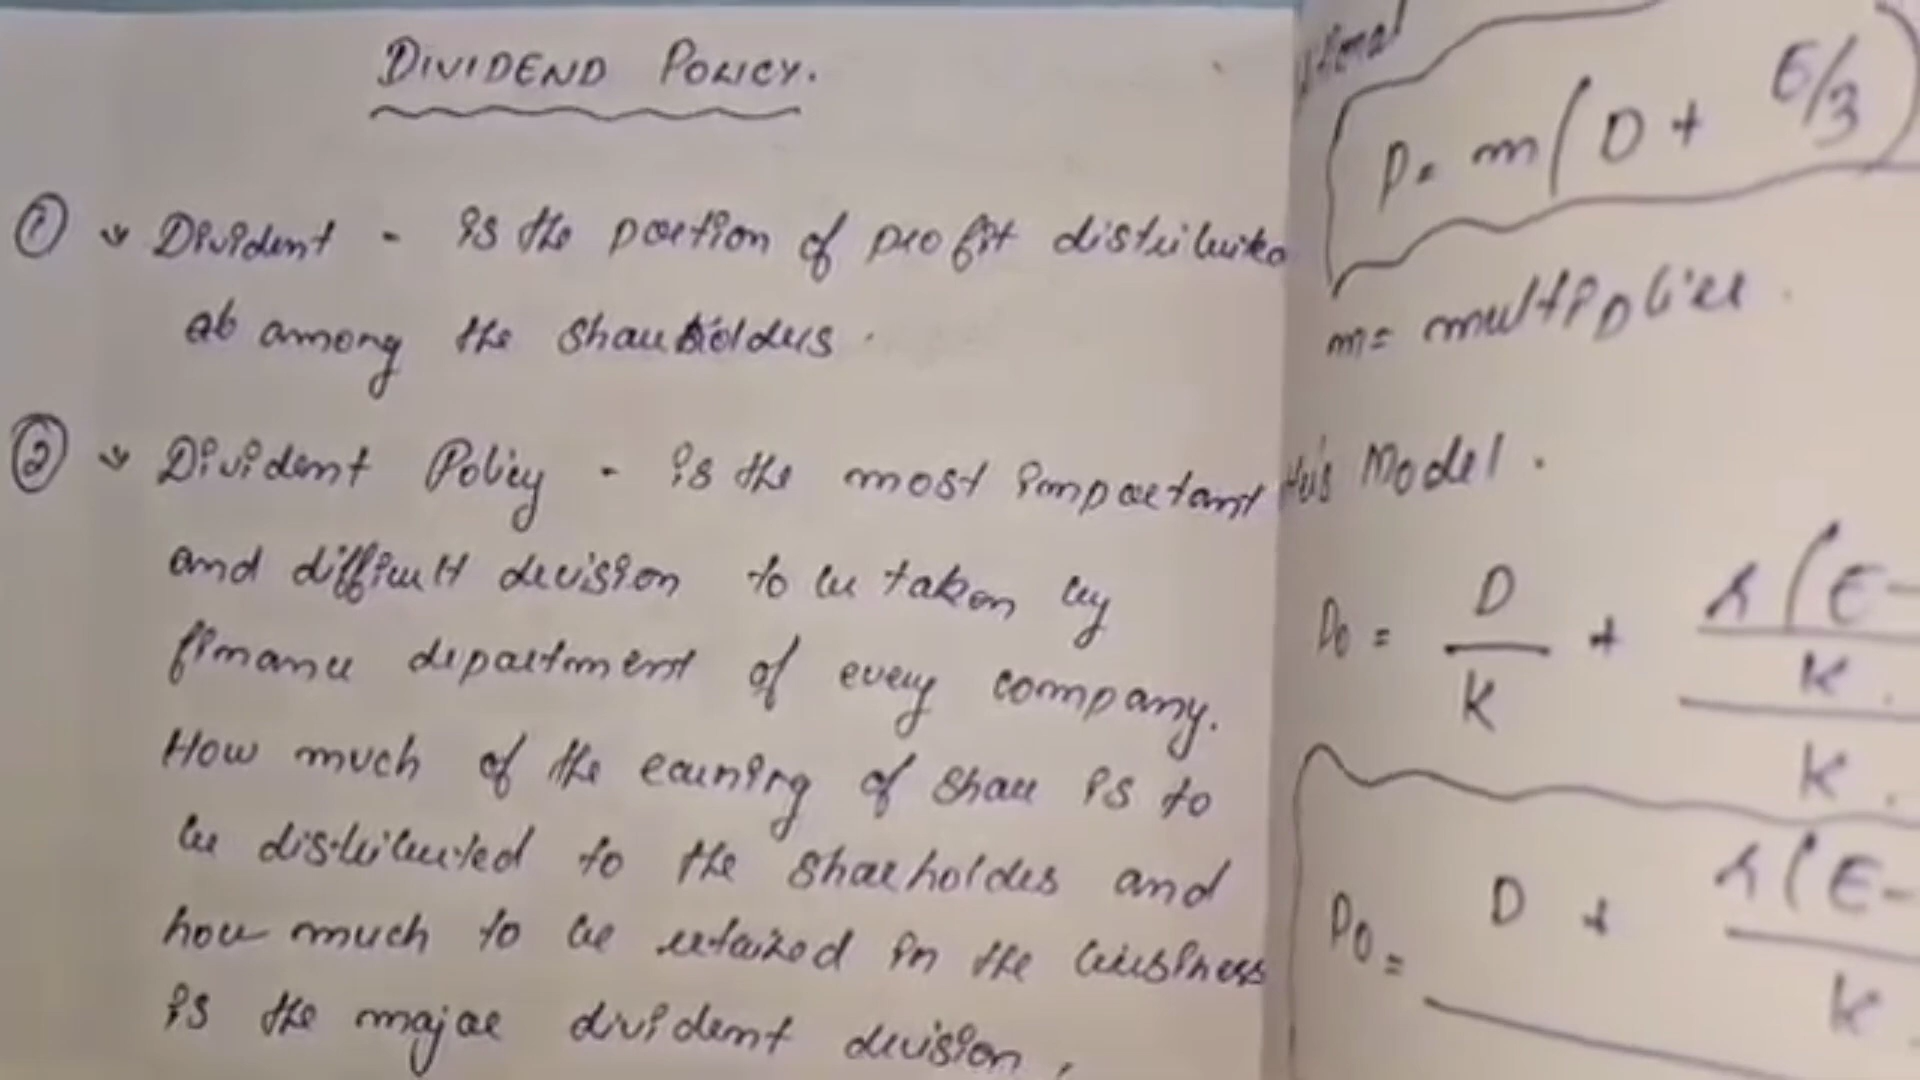 DIVIDEND POLICY.
① Divident - is the portion of profit distribute
ab among the shareholders.
② Divident Policy - is the most important
and difficult decision to be taken by
finance department of every company.
How much of the earning of share is to
be distributed to the shareholdes and
how much to be retained in the business
is the major divident decision,
P = m ( D + E/3 )
m = multiplier.
Model.
P0 = D/K + r(E-/K./K.
P0 = D + r(E-/K.